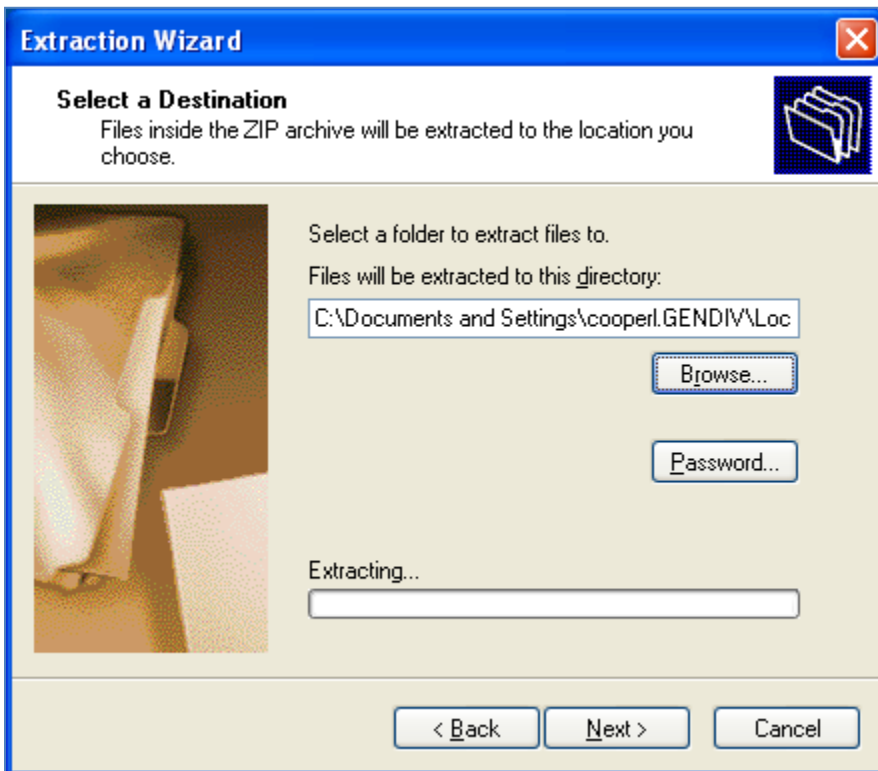 Extraction Wizard
Select a Destination
Files inside the ZIP archive will be extracted to the location you
choose.
Select a folder to extract files to.
Files will be extracted to this directory:
C:\Documents and Settings\cooperl.GENDIV\Loc
Browse...
Password...
Extracting...
< Back
Next >
Cancel